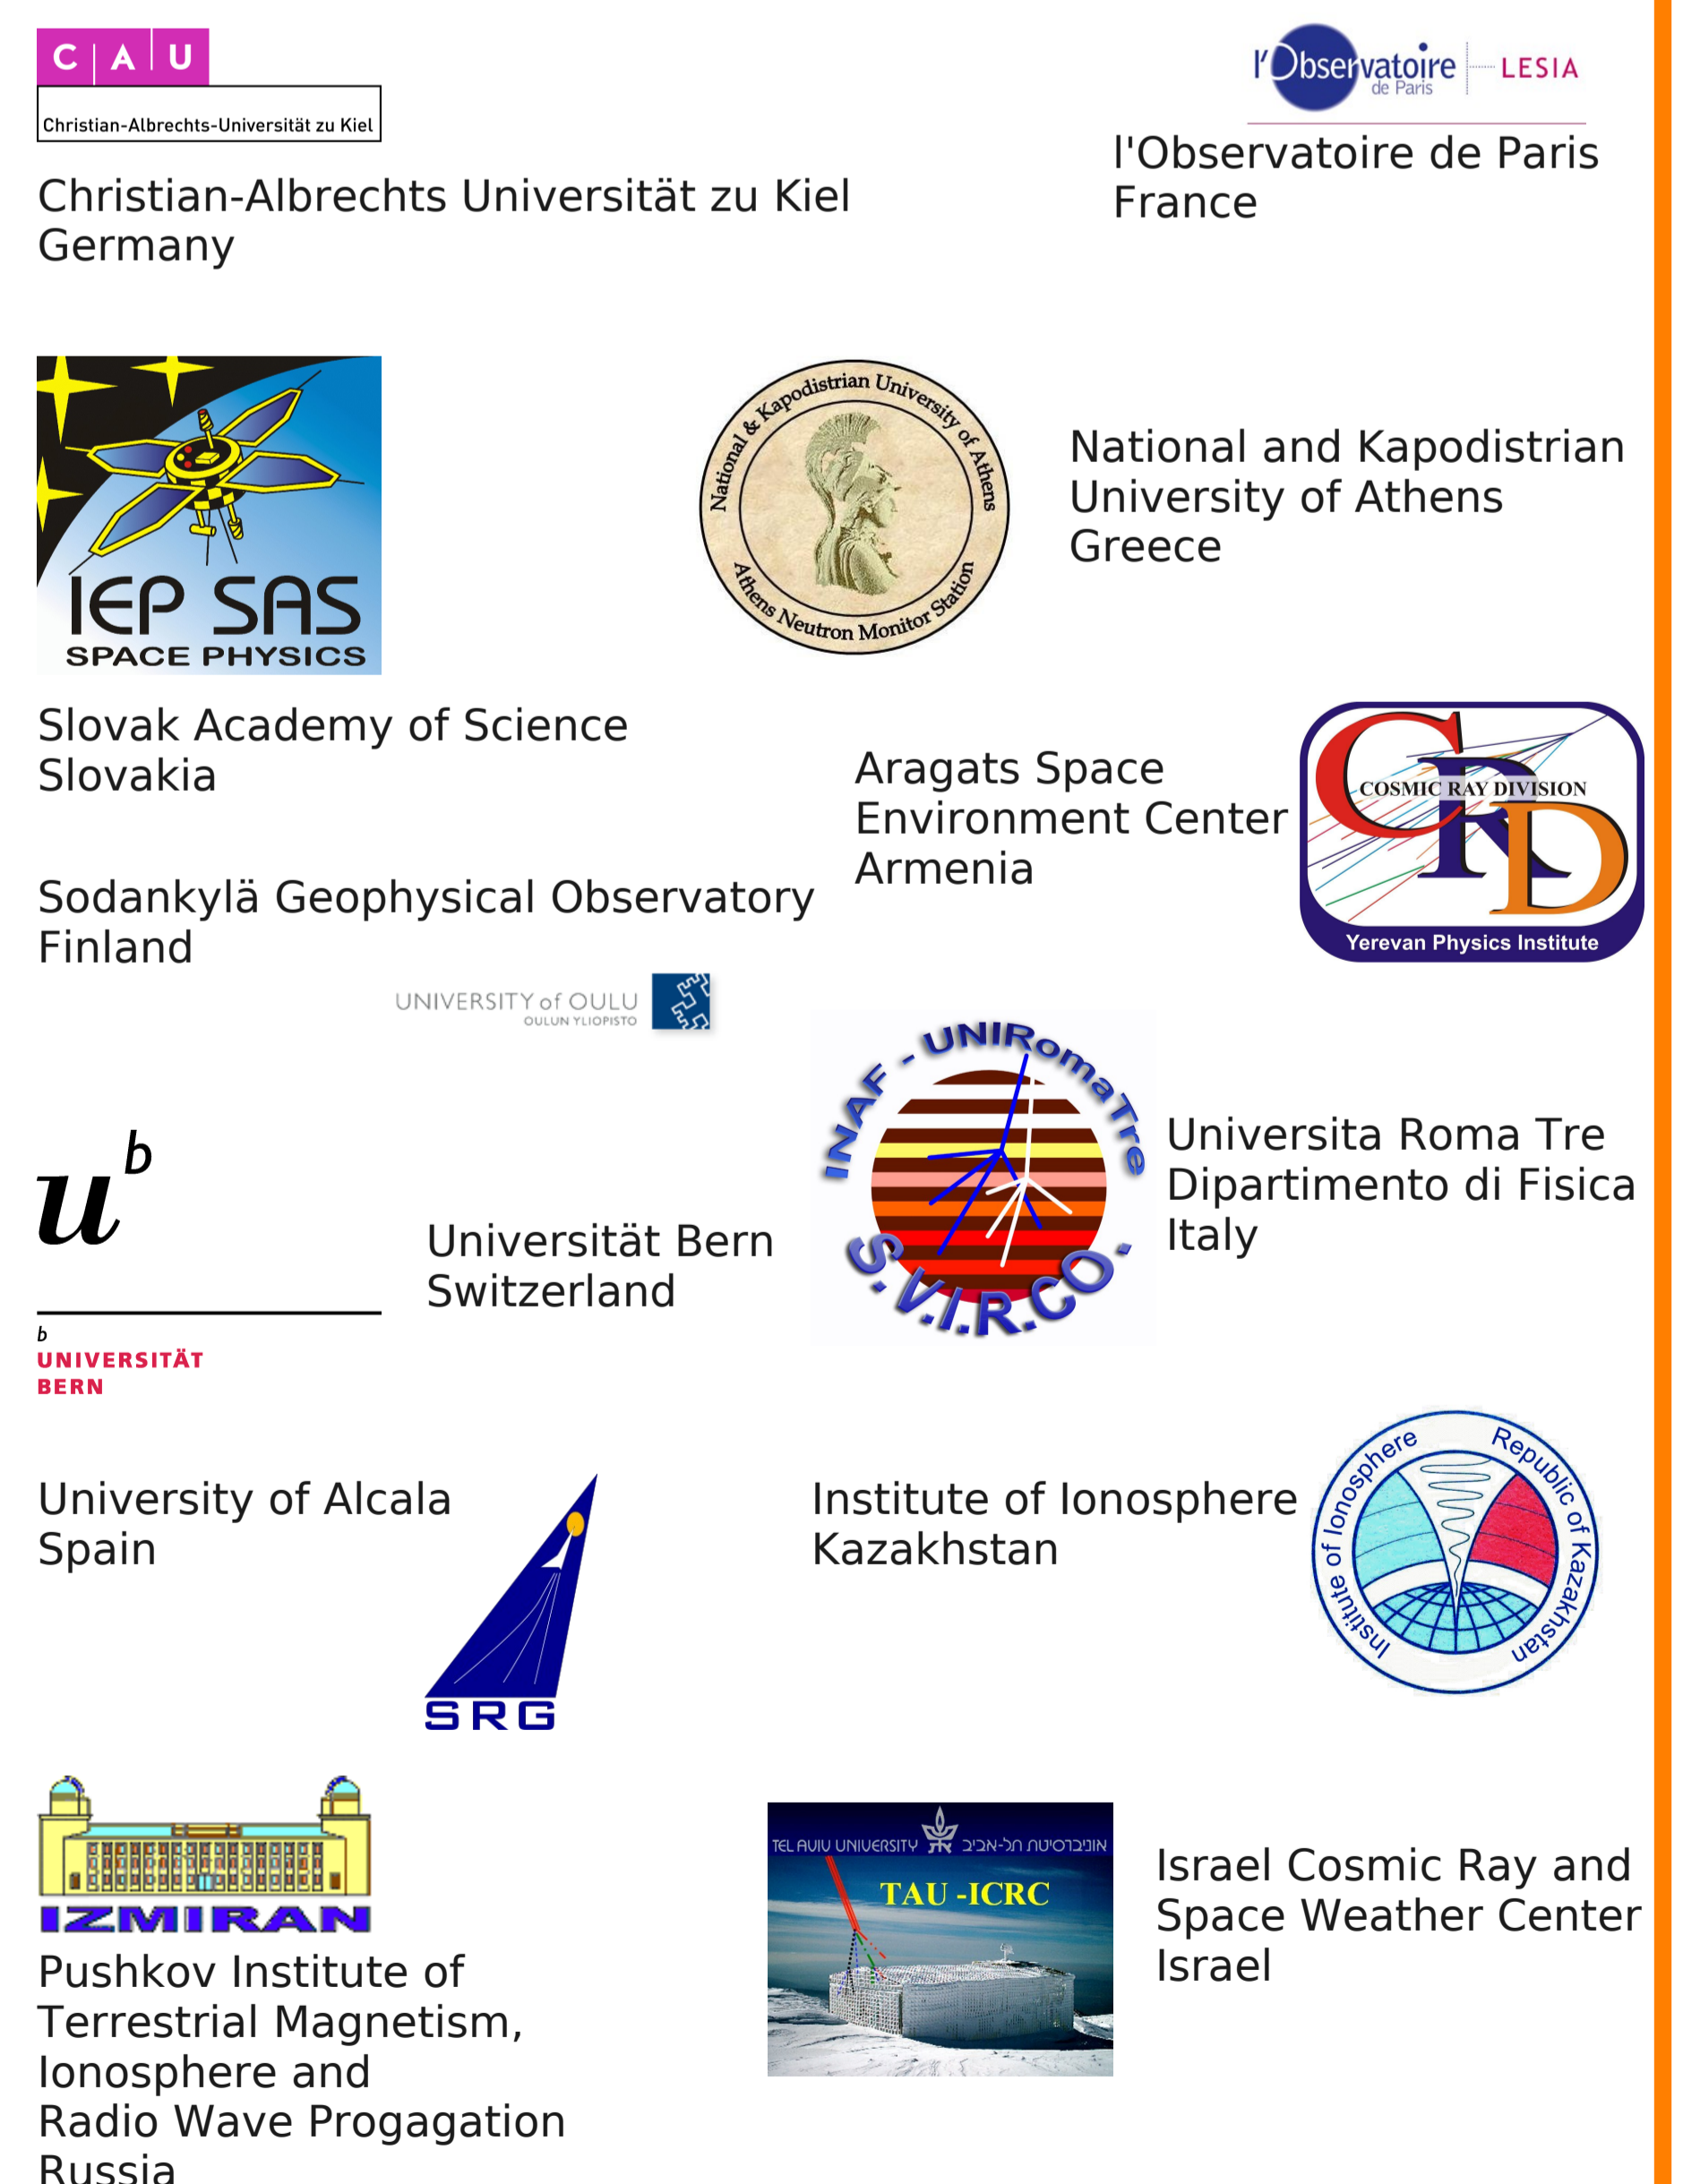 C A U
Christian-Albrechts-Universität zu Kiel
Christian-Albrechts Universität zu Kiel
Germany
l'Observatoire
de Paris
LESIA
l'Observatoire de Paris
France
IEP SAS
SPACE PHYSICS
Slovak Academy of Science
Slovakia
National & Kapodistrian University of Athens
Athens Neutron Monitor Station
National and Kapodistrian
University of Athens
Greece
Aragats Space
Environment Center
Armenia
CRD
COSMIC RAY DIVISION
Yerevan Physics Institute
Sodankylä Geophysical Observatory
Finland
UNIVERSITY of OULU
OULUN YLIOPISTO
u b
b
UNIVERSITÄT
BERN
Universität Bern
Switzerland
INAF - UNIRomaTre
S.V.I.R.CO.
Universita Roma Tre
Dipartimento di Fisica
Italy
University of Alcala
Spain
SRG
Institute of Ionosphere
Kazakhstan
Institute of Ionosphere
Republic of Kazakhstan
IZMIRAN
Pushkov Institute of
Terrestrial Magnetism,
Ionosphere and
Radio Wave Progagation
Russia
TEL AVIV UNIVERSITY אוניברסיטת תל-אביב
TAU -ICRC
Israel Cosmic Ray and
Space Weather Center
Israel